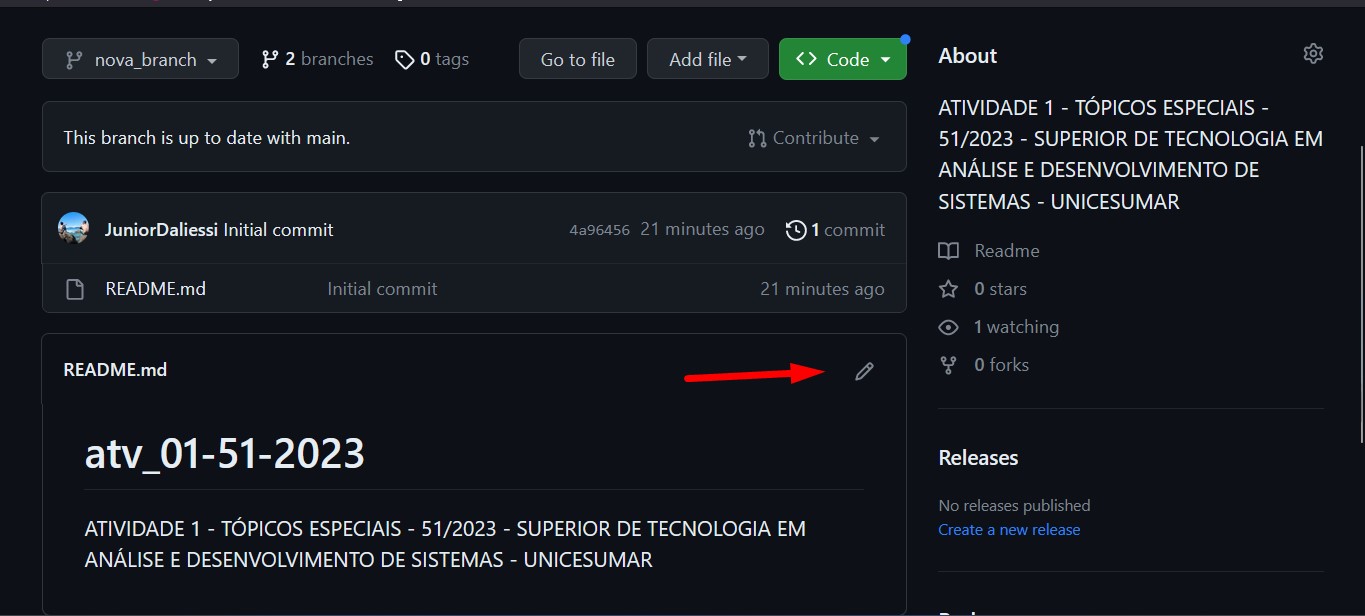 nova_branch 2 branches 0 tags Go to file Add file Code
This branch is up to date with main. Contribute
JuniorDaliessi Initial commit 4a96456 21 minutes ago 1 commit
README.md Initial commit 21 minutes ago
README.md
atv_01-51-2023
ATIVIDADE 1 - TÓPICOS ESPECIAIS - 51/2023 - SUPERIOR DE TECNOLOGIA EM
ANÁLISE E DESENVOLVIMENTO DE SISTEMAS - UNICESUMAR
About
ATIVIDADE 1 - TÓPICOS ESPECIAIS -
51/2023 - SUPERIOR DE TECNOLOGIA EM
ANÁLISE E DESENVOLVIMENTO DE
SISTEMAS - UNICESUMAR
Readme
0 stars
1 watching
0 forks
Releases
No releases published
Create a new release